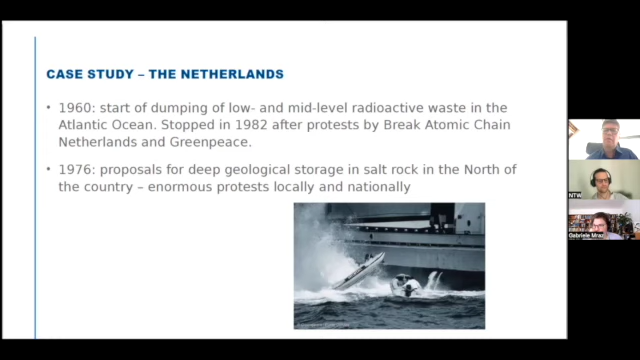 CASE STUDY – THE NETHERLANDS
• 1960: start of dumping of low- and mid-level radioactive waste in the
Atlantic Ocean. Stopped in 1982 after protests by Break Atomic Chain
Netherlands and Greenpeace.
• 1976: proposals for deep geological storage in salt rock in the North of
the country – enormous protests locally and nationally
NTW
Gabriele Mraz